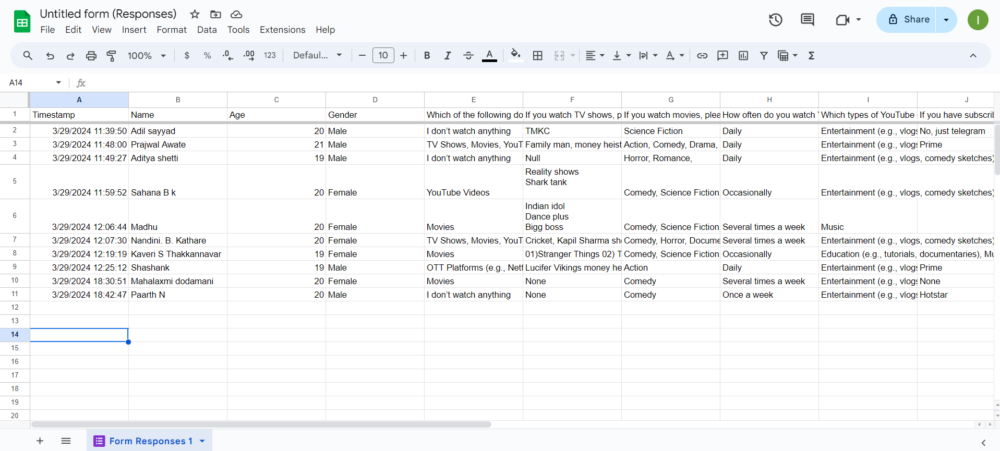 Untitled form (Responses)
File Edit View Insert Format Data Tools Extensions Help
Share
I
100% $ % .0 .00 123 Defaul... 10 B I A A Σ
A14 fx
A B C D E F G H I J
1 Timestamp Name Age Gender Which of the following do If you watch TV shows, p If you watch movies, plea How often do you watch Which types of YouTube If you have subscri
2 3/29/2024 11:39:50 Adil sayyad 20 Male I don't watch anything TMKC Science Fiction Daily Entertainment (e.g., vlogs No, just telegram
3 3/29/2024 11:48:00 Prajwal Awate 21 Male TV Shows, Movies, YouT Family man, money heist Action, Comedy, Drama, Daily Entertainment (e.g., vlogs Prime
4 3/29/2024 11:49:27 Aditya shetti 19 Male I don't watch anything Null Horror, Romance, Daily Entertainment (e.g., vlogs, comedy sketches)
Reality shows
Shark tank
5 3/29/2024 11:59:52 Sahana B k 20 Female YouTube Videos Comedy, Science Fiction, Occasionally Entertainment (e.g., vlogs, comedy sketches)
Indian idol
Dance plus
6 3/29/2024 12:06:44 Madhu 20 Female Movies Bigg boss Comedy, Science Fiction, Several times a week Music
7 3/29/2024 12:07:30 Nandini. B. Kathare 20 Female TV Shows, Movies, YouT Cricket, Kapil Sharma sho Comedy, Horror, Docume Several times a week Entertainment (e.g., vlogs, comedy sketches)
8 3/29/2024 12:19:19 Kaveri S Thakkannavar 19 Female Movies 01)Stranger Things 02) T Comedy, Science Fiction, Occasionally Education (e.g., tutorials, documentaries), Mu
9 3/29/2024 12:25:12 Shashank 19 Male OTT Platforms (e.g., Netf Lucifer Vikings money he Action Daily Entertainment (e.g., vlogs Prime
10 3/29/2024 18:30:51 Mahalaxmi dodamani 20 Female Movies None Comedy Several times a week Entertainment (e.g., vlogs None
11 3/29/2024 18:42:47 Paarth N 20 Male I don't watch anything None Comedy Once a week Entertainment (e.g., vlogs Hotstar
12
13
14
15
16
17
18
19
20
Form Responses 1